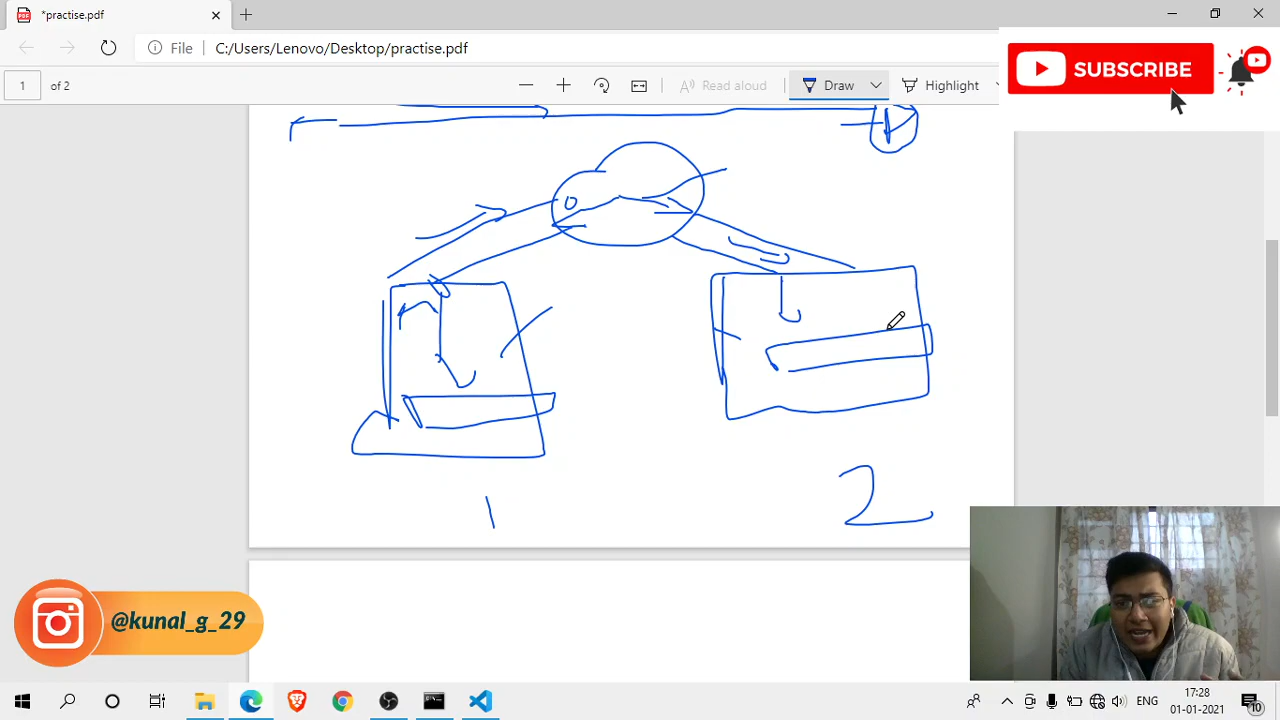 *practise.pdf
File
C:/Users/Lenovo/Desktop/practise.pdf
SUBSCRIBE
1
of 2
Read aloud
Draw
Highlight
1
2
@kunal_g_29
ENG
17:28
01-01-2021
10